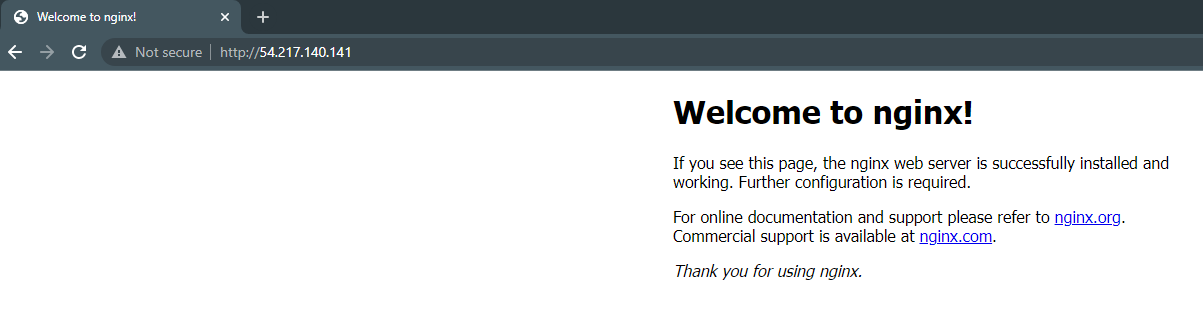 Welcome to nginx!
Not secure | http://54.217.140.141
Welcome to nginx!
If you see this page, the nginx web server is successfully installed and
working. Further configuration is required.
For online documentation and support please refer to nginx.org.
Commercial support is available at nginx.com.
Thank you for using nginx.